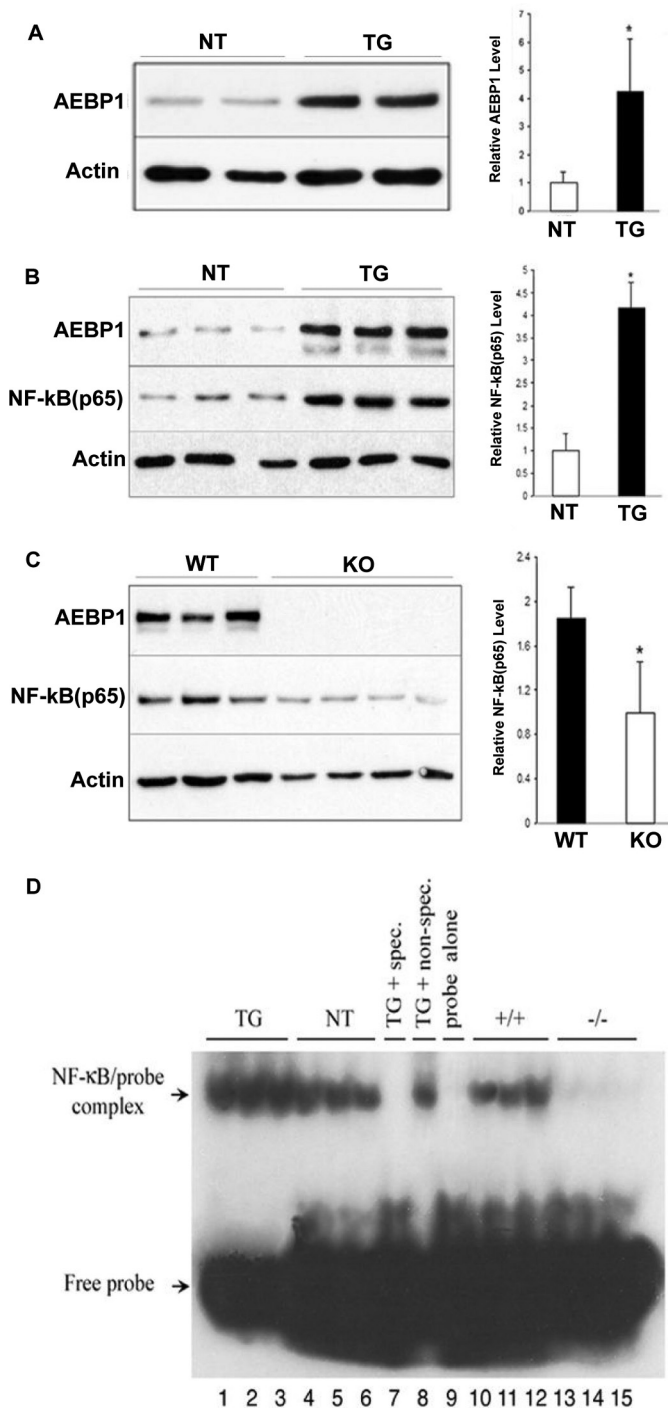 A
NT TG
AEBP1
Actin
Relative AEBP1 Level
7
6
5
4
3
2
1
0
NT TG
*
B
NT TG
AEBP1
NF-kB(p65)
Actin
Relative NF-kB(p65) Level
5
4.5
4
3.5
3
2.5
2
1.5
1
0.5
0
NT TG
*
C
WT KO
AEBP1
NF-kB(p65)
Actin
Relative NF-kB(p65) Level
2.4
2
1.6
1.2
0.8
0.4
0
WT KO
*
D
TG
NT
TG + spec.
TG + non-spec.
probe alone
+/+
-/-
NF-κB/probe
complex
Free probe
1 2 3 4 5 6 7 8 9 10 11 12 13 14 15